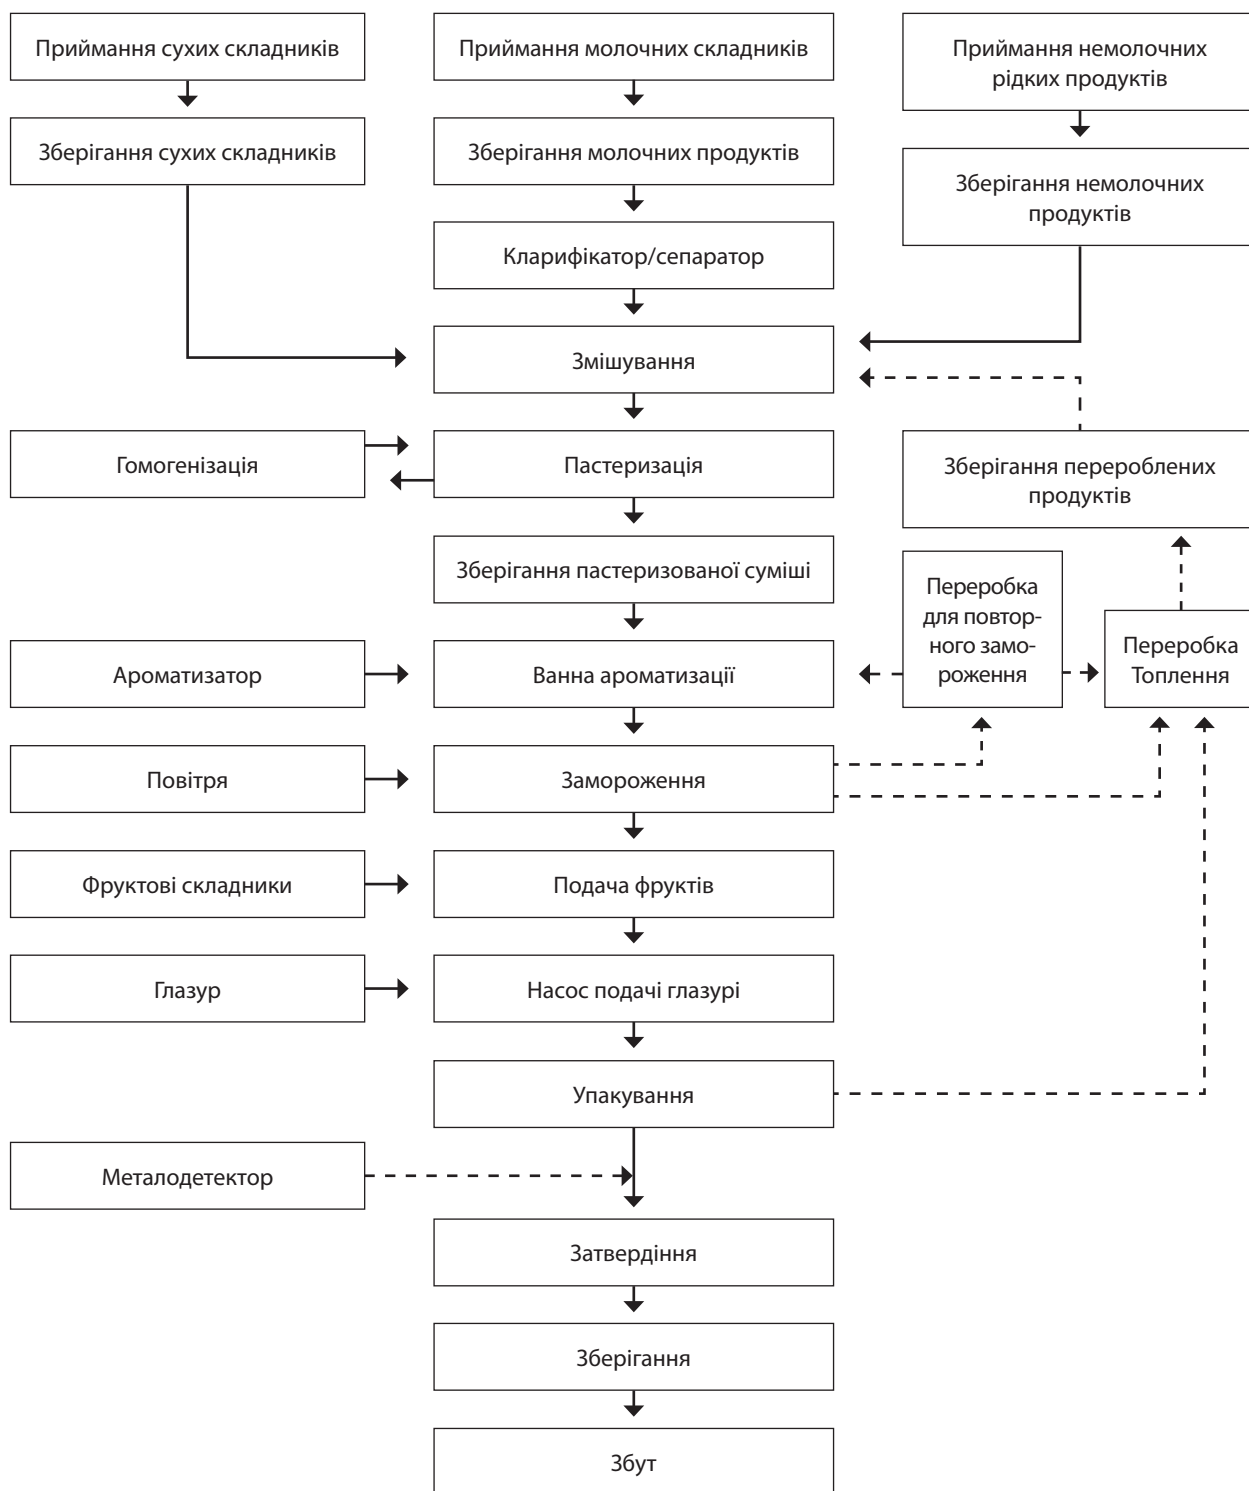 Приймання сухих складників
Приймання молочних складників
Приймання немолочних
рідких продуктів
Зберігання сухих складників
Зберігання молочних продуктів
Зберігання немолочних
продуктів
Кларифікатор/сепаратор
Змішування
Гомогенізація
Пастеризація
Зберігання перероблених
продуктів
Зберігання пастеризованої суміші
Переробка
для повтор-
ного замо-
роження
Переробка
Топлення
Ароматизатор
Ванна ароматизації
Повітря
Замороження
Фруктові складники
Подача фруктів
Глазур
Насос подачі глазурі
Упакування
Металодетектор
Затвердіння
Зберігання
Збут